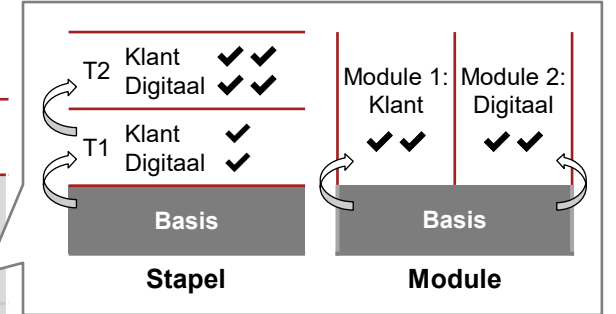 T2 Klant ✔✔
Digitaal ✔✔
T1 Klant ✔
Digitaal ✔
Basis
Stapel
Module 1:
Klant
✔✔
Module 2:
Digitaal
✔✔
Basis
Module